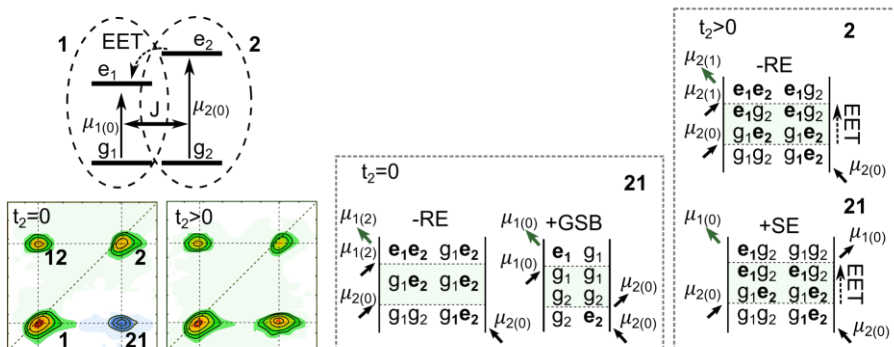 1
EET
e₂
2
e₁
J
μ₁₍₀₎
μ₂₍₀₎
g₁
g₂
t₂=0
12
2
1
21
t₂>0
t₂=0
21
-RE
μ₁₍₂₎
μ₁₍₂₎
e₁e₂ g₁e₂
μ₂₍₀₎
g₁e₂ g₁e₂
g₁g₂ g₁e₂
μ₂₍₀₎
+GSB
μ₁₍₀₎
μ₁₍₀₎
e₁ g₁
g₁ g₁
g₂ g₂
μ₂₍₀₎
g₂ e₂
μ₂₍₀₎
t₂>0
2
-RE
μ₂₍₁₎
μ₂₍₁₎
e₁e₂ e₁g₂
e₁g₂ e₁g₂
EET
μ₂₍₀₎
g₁e₂ g₁e₂
g₁g₂ g₁e₂
μ₂₍₀₎
21
+SE
μ₁₍₀₎
μ₁₍₀₎
e₁g₂ g₁g₂
e₁g₂ e₁g₂
EET
μ₂₍₀₎
g₁e₂ g₁e₂
g₁g₂ g₁e₂
μ₂₍₀₎